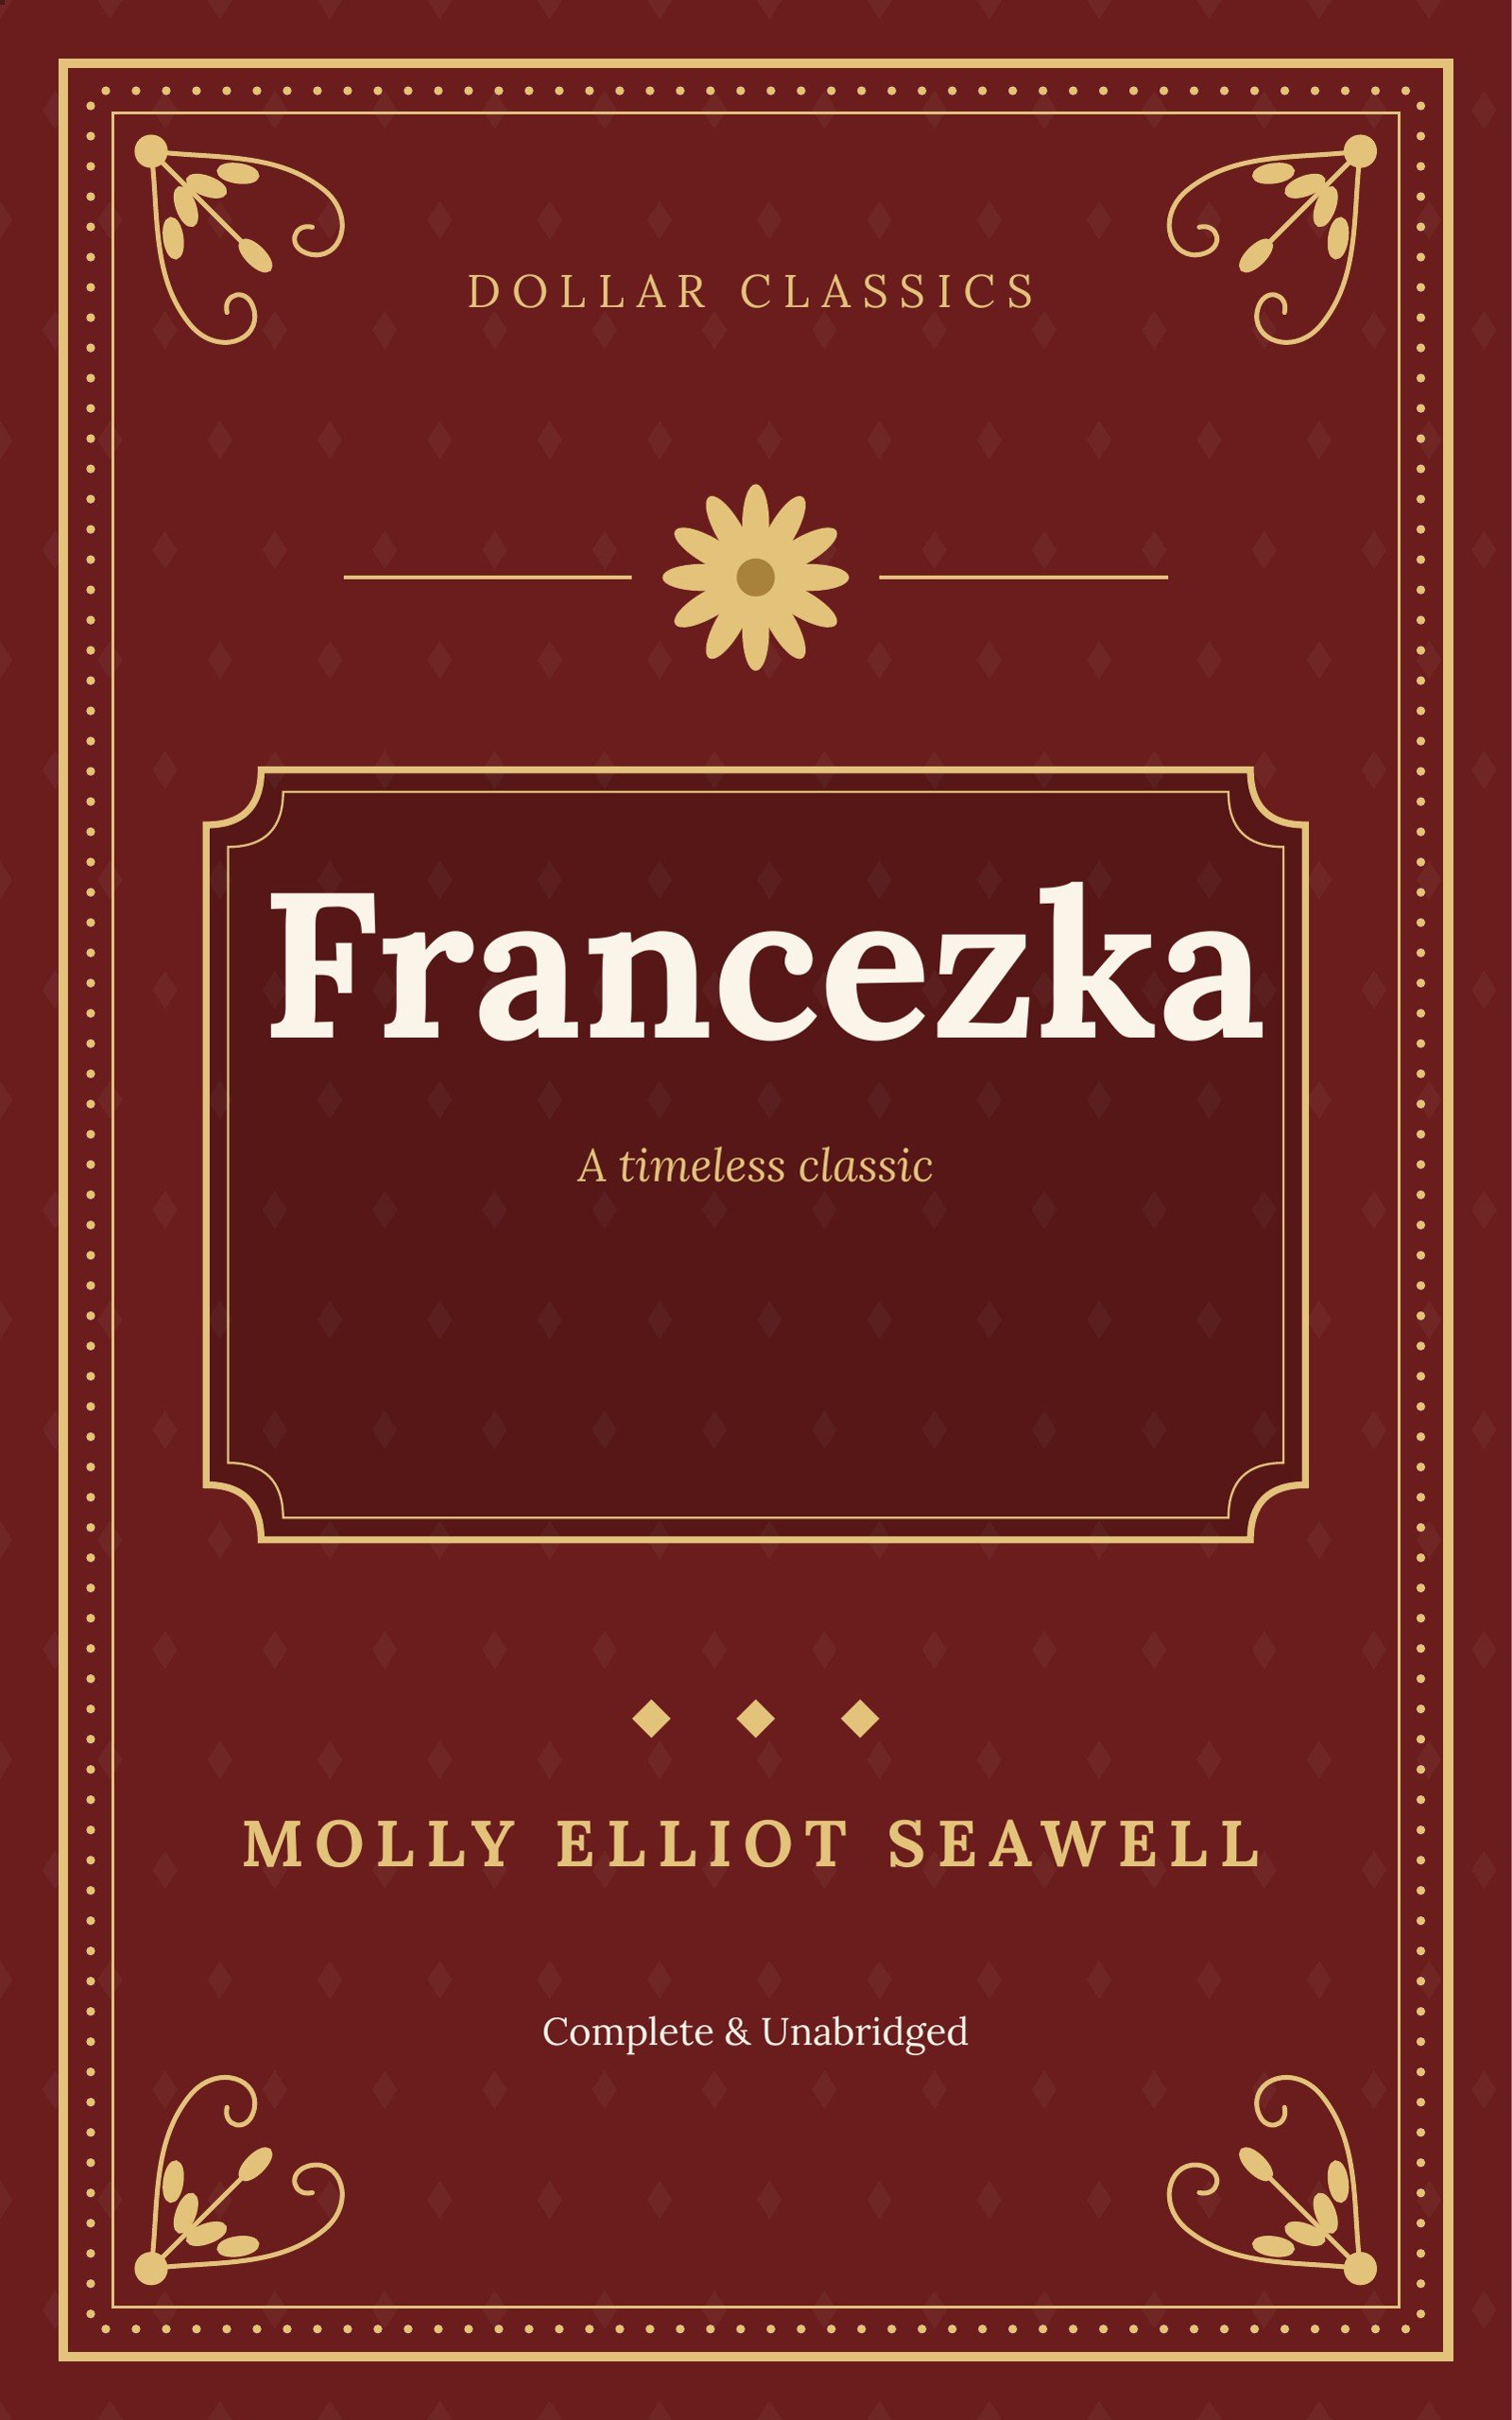 DOLLAR CLASSICS
Francezka
A timeless classic
MOLLY ELLIOT SEAWELL
Complete & Unabridged